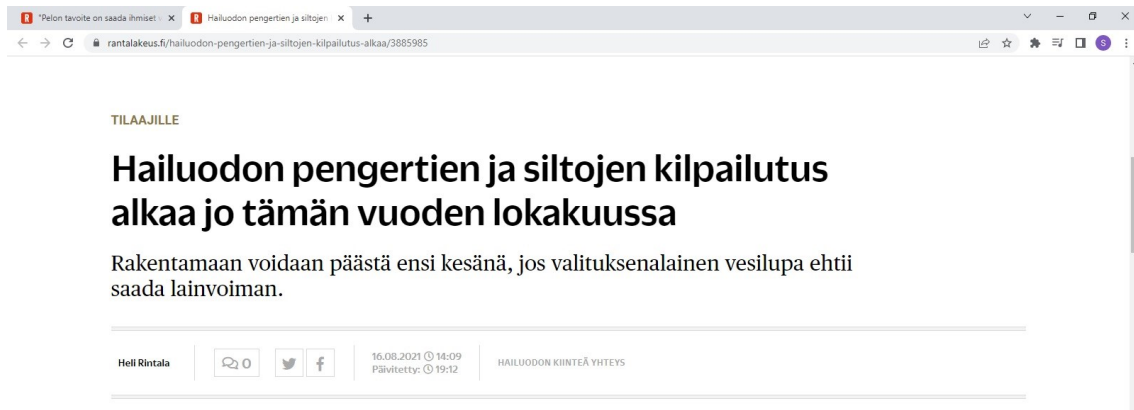 "Pelon tavoite on saada ihmiset
Hailuodon pengertien ja siltojen
rantalakeus.fi/hailuodon-pengertien-ja-siltojen-kilpailutus-alkaa/3885985
TILAAJILLE
Hailuodon pengertien ja siltojen kilpailutus
alkaa jo tämän vuoden lokakuussa
Rakentamaan voidaan päästä ensi kesänä, jos valituksenalainen vesilupa ehtii
saada lainvoiman.
Heli Rintala
0
16.08.2021 14:09
Päivitetty: 19:12
HAILUODON KIINTEÄ YHTEYS